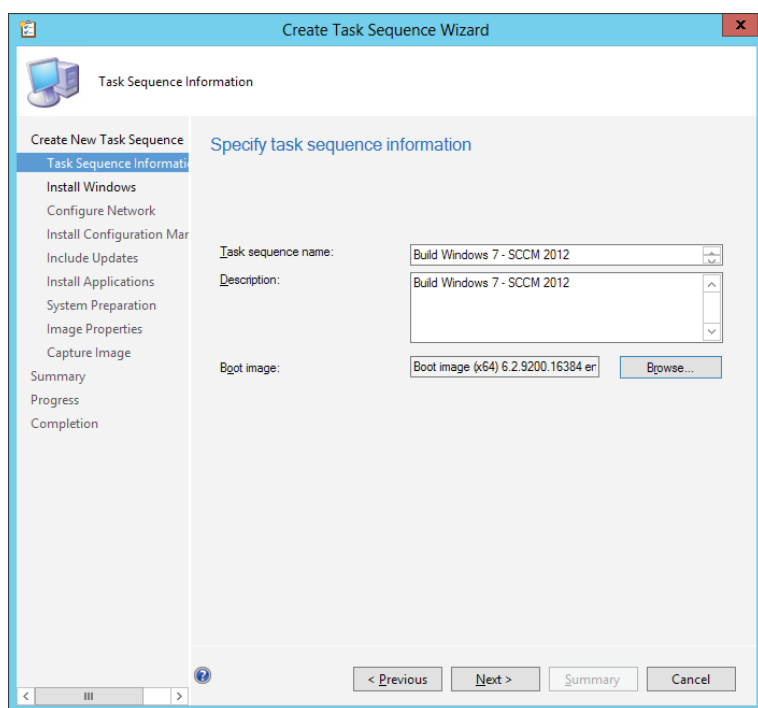 Create Task Sequence Wizard
x
Task Sequence Information
Create New Task Sequence
Task Sequence Informati
Install Windows
Configure Network
Install Configuration Mar
Include Updates
Install Applications
System Preparation
Image Properties
Capture Image
Summary
Progress
Completion
Specify task sequence information
Task sequence name:
Build Windows 7 - SCCM 2012
Description:
Build Windows 7 - SCCM 2012
Boot image:
Boot image (x64) 6.2.9200.16384 er
Browse...
?
< Previous
Next >
Summary
Cancel